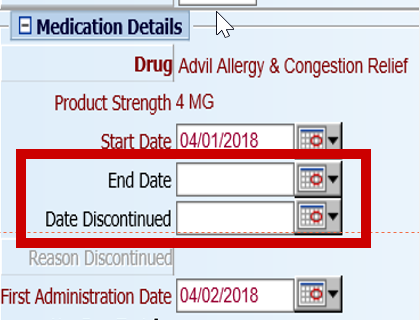 Medication Details
Drug Advil Allergy & Congestion Relief
Product Strength 4 MG
Start Date 04/01/2018
End Date
Date Discontinued
Reason Discontinued
First Administration Date 04/02/2018